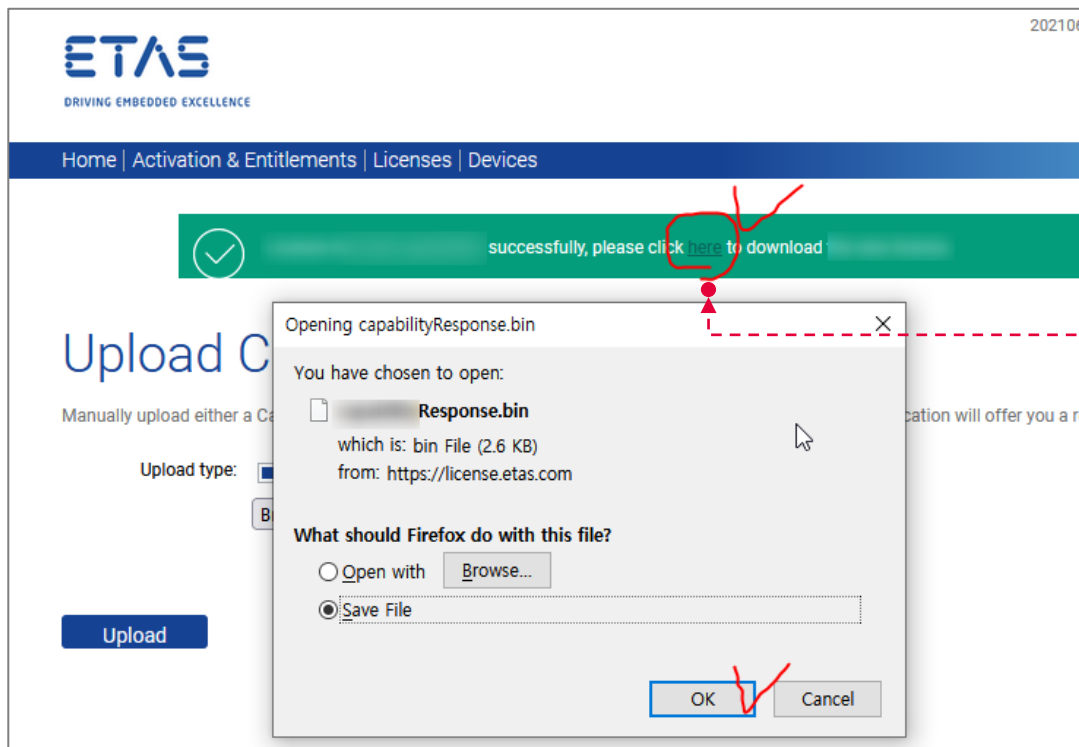 202106
ETAS
DRIVING EMBEDDED EXCELLENCE
Home | Activation & Entitlements | Licenses | Devices
successfully, please click here to download
Opening capabilityResponse.bin
Upload C
You have chosen to open:
Manually upload either a Ca
Response.bin
cation will offer you a r
which is: bin File (2.6 KB)
Upload type:
from: https://license.etas.com
B
What should Firefox do with this file?
Open with
Browse...
Save File
Upload
OK
Cancel